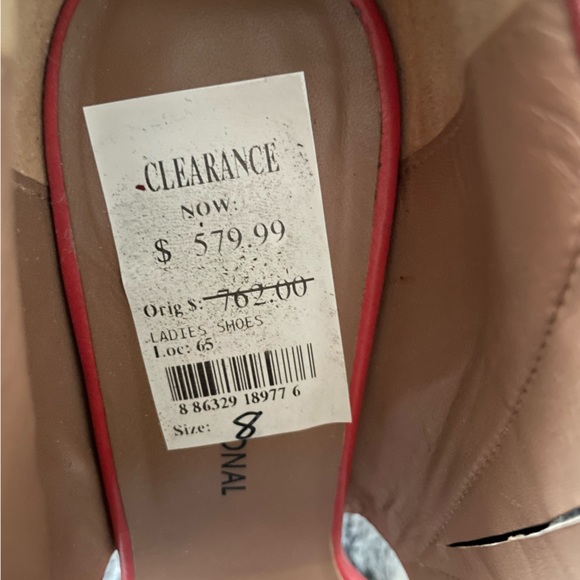 CLEARANCE
NOW:
$ 579.99
Orig $: 762.00
LADIES SHOES
Loc: 65
8 86329 18977 6
Size: 8
ONAL